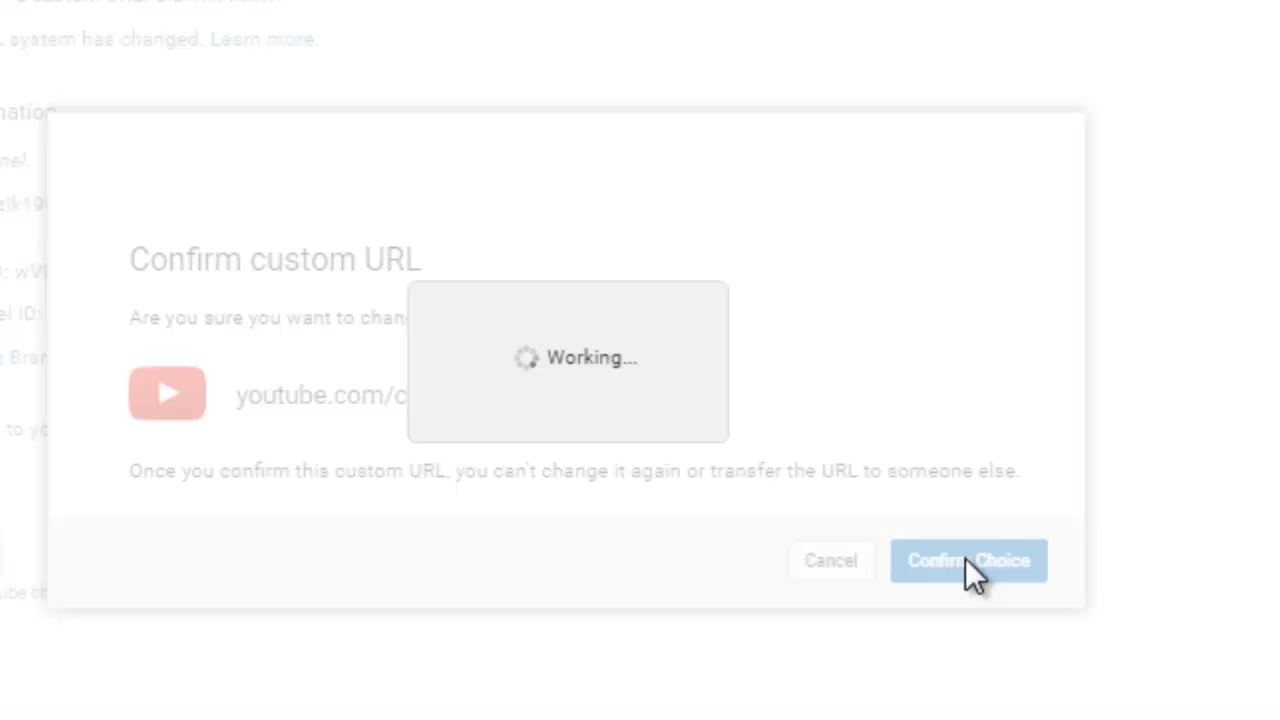 system has changed. Learn more.
Confirm custom URL
Are you sure you want to
youtube.com/c
Working...
Once you confirm this custom URL, you can't change it again or transfer the URL to someone else.
to
Cancel
Confirm Choice